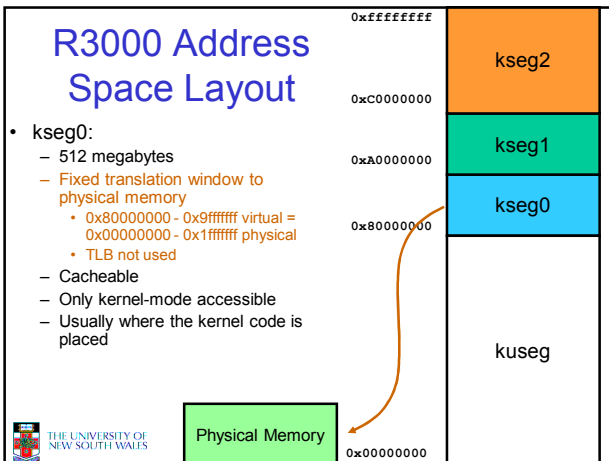 R3000 Address
Space Layout
• kseg0:
– 512 megabytes
– Fixed translation window to
physical memory
• 0x80000000 - 0x9fffffff virtual =
0x00000000 - 0x1fffffff physical
• TLB not used
– Cacheable
– Only kernel-mode accessible
– Usually where the kernel code is
placed
THE UNIVERSITY OF
NEW SOUTH WALES
Physical Memory
0xffffffff
0xC0000000
0xA0000000
0x80000000
0x00000000
kseg2
kseg1
kseg0
kuseg